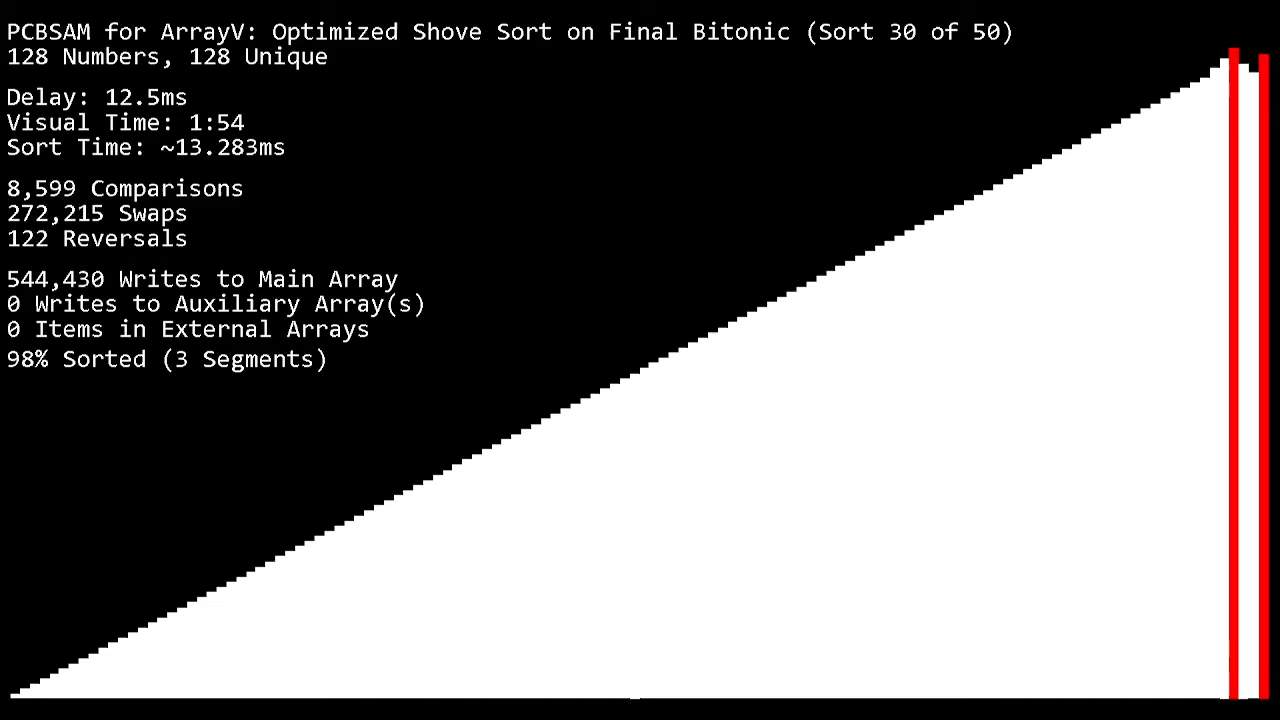 PCBSAM for ArrayV: Optimized Shove Sort on Final Bitonic (Sort 30 of 50)
128 Numbers, 128 Unique
Delay: 12.5ms
Visual Time: 1:54
Sort Time: ~13.283ms
8,599 Comparisons
272,215 Swaps
122 Reversals
544,430 Writes to Main Array
0 Writes to Auxiliary Array(s)
0 Items in External Arrays
98% Sorted (3 Segments)